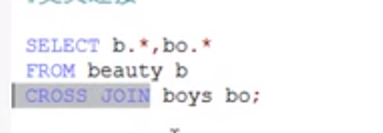 SELECT b.*,bo.*
FROM beauty b
CROSS JOIN boys bo;